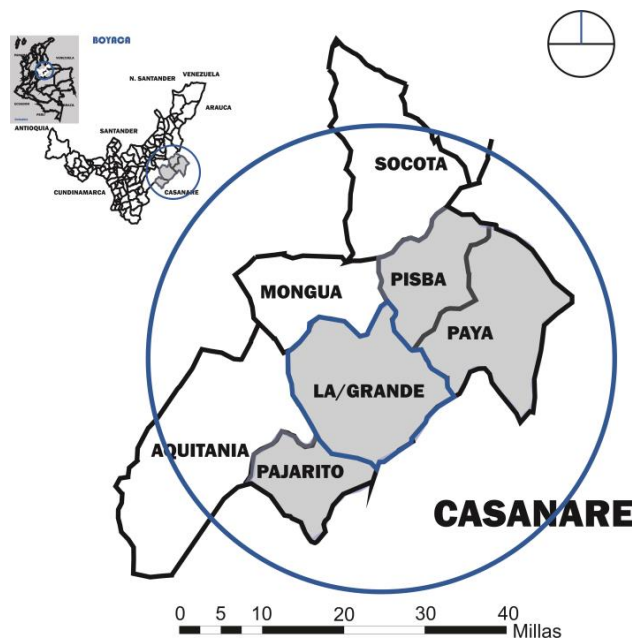 BOYACA
VENEZUELA
VENEZUELA
N. SANTANDER
ARAUCA
ANTIOQUIA
SANTANDER
CUNDINAMARCA
CASANARE
SOCOTA
PISBA
MONGUA
PAYA
LA/GRANDE
AQUITANIA
PAJARITO
CASANARE
0 5 10 20 30 40
Millas